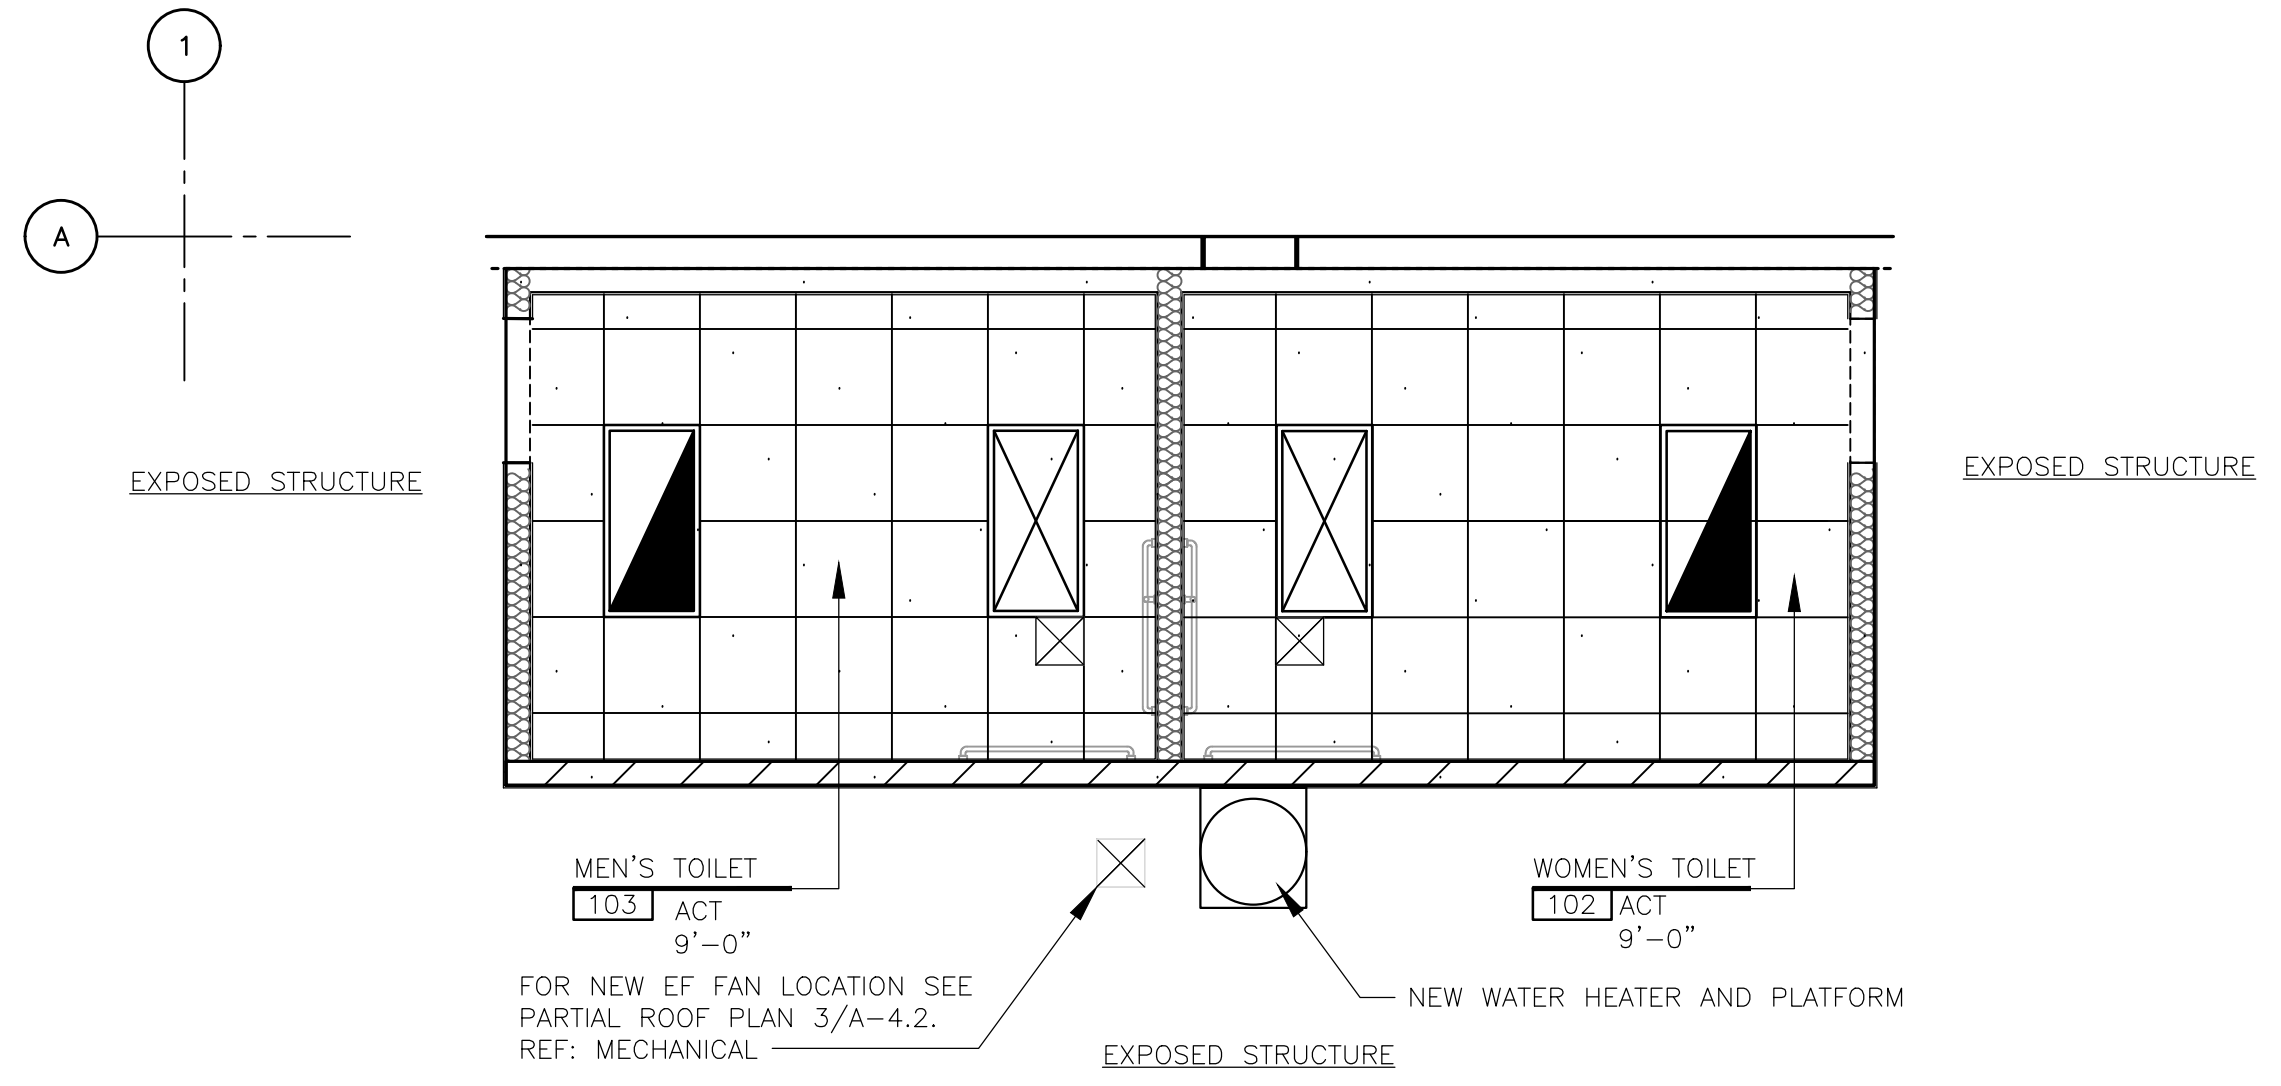 1
A
EXPOSED STRUCTURE
EXPOSED STRUCTURE
MEN'S TOILET
103
ACT
9'-0"
WOMEN'S TOILET
102
ACT
9'-0"
FOR NEW EF FAN LOCATION SEE
PARTIAL ROOF PLAN 3/A-4.2.
REF: MECHANICAL
NEW WATER HEATER AND PLATFORM
EXPOSED STRUCTURE